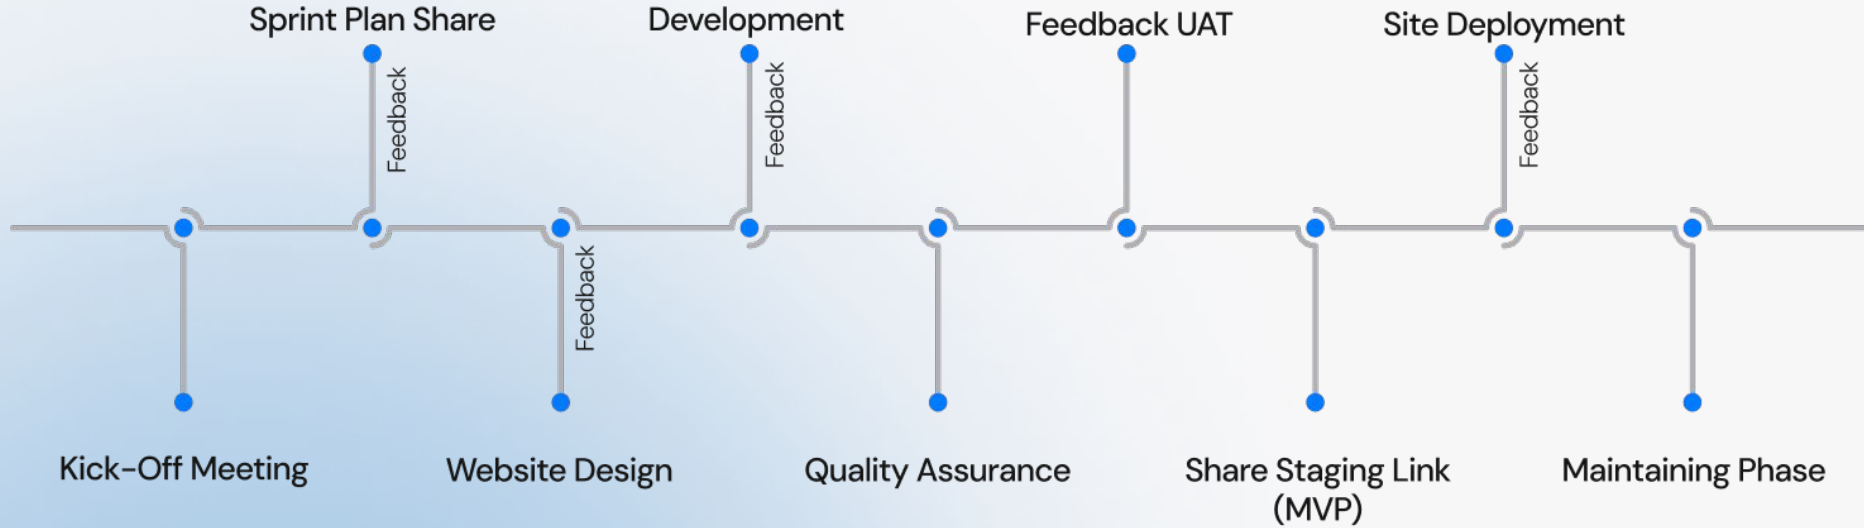 Sprint Plan Share
Development
Feedback UAT
Site Deployment
Feedback
Feedback
Feedback
Feedback
Kick-Off Meeting
Website Design
Quality Assurance
Share Staging Link
(MVP)
Maintaining Phase